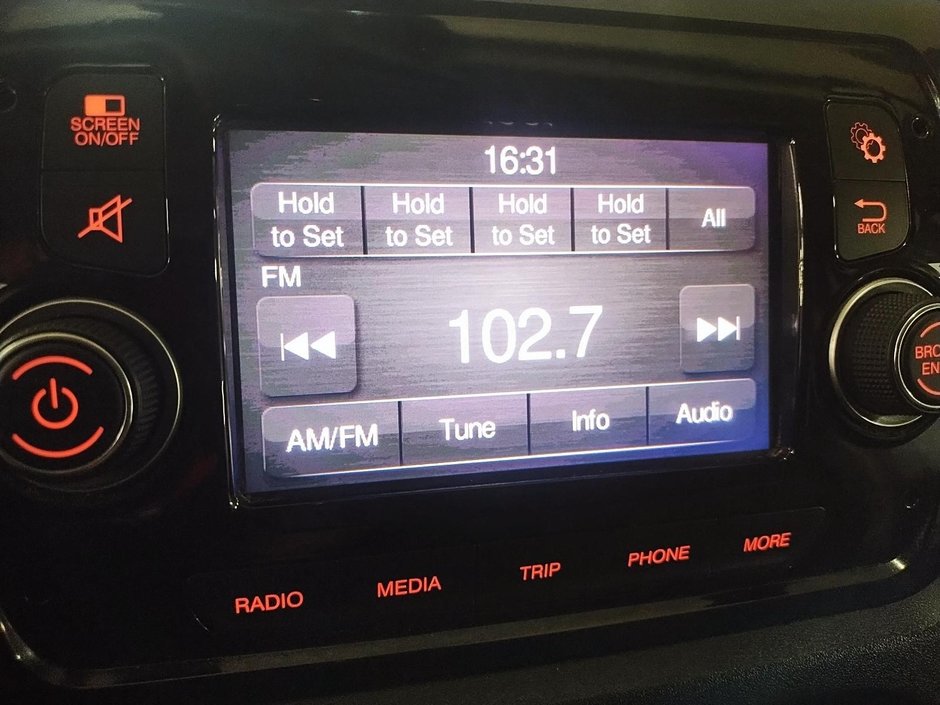 SCREEN
ON/OFF
16:31
Hold
to Set
Hold
to Set
Hold
to Set
Hold
to Set
All
BACK
FM
102.7
AM/FM
Tune
Info
Audio
RADIO
MEDIA
TRIP
PHONE
MORE